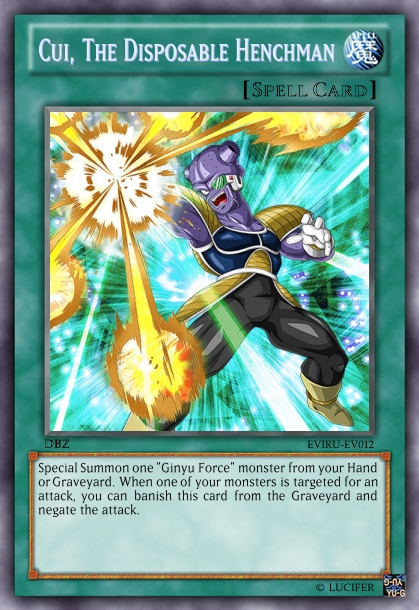 Cui, The Disposable Henchman
魔
[Spell Card]
DBZ
EVIRU-EV012
Special Summon one "Ginyu Force" monster from your Hand
or Graveyard. When one of your monsters is targeted for an
attack, you can banish this card from the Graveyard and
negate the attack.
© LUCIFER
YU-G